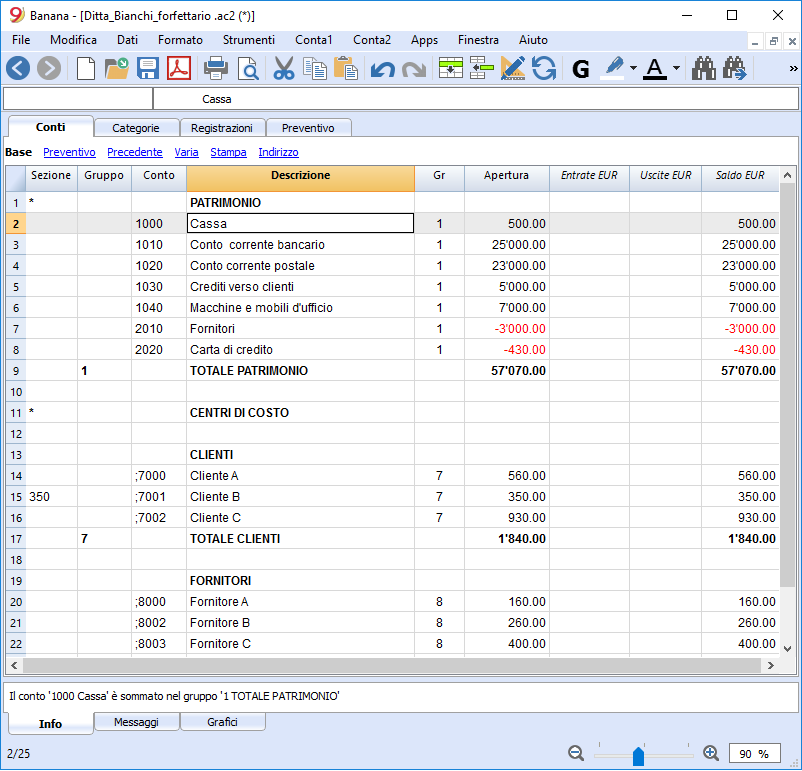 Banana - [Ditta_Bianchi_forfettario .ac2 (*)]
File Modifica Dati Formato Strumenti Conta1 Conta2 Apps Finestra Aiuto
G A »
Cassa
Conti Categorie Registrazioni Preventivo
Base Preventivo Precedente Varia Stampa Indirizzo
Sezione Gruppo Conto Descrizione Gr Apertura Entrate EUR Uscite EUR Saldo EUR
1 * PATRIMONIO
2 1000 Cassa 1 500.00 500.00
3 1010 Conto  corrente bancario 1 25'000.00 25'000.00
4 1020 Conto corrente postale 1 23'000.00 23'000.00
5 1030 Crediti verso clienti 1 5'000.00 5'000.00
6 1040 Macchine e mobili d'ufficio 1 7'000.00 7'000.00
7 2010 Fornitori 1 -3'000.00 -3'000.00
8 2020 Carta di credito 1 -430.00 -430.00
9 1 TOTALE PATRIMONIO 57'070.00 57'070.00
10
11 * CENTRI DI COSTO
12
13 CLIENTI
14 ;7000 Cliente A 7 560.00 560.00
15 350 ;7001 Cliente B 7 350.00 350.00
16 ;7002 Cliente C 7 930.00 930.00
17 7 TOTALE CLIENTI 1'840.00 1'840.00
18
19 FORNITORI
20 ;8000 Fornitore A 8 160.00 160.00
21 ;8002 Fornitore B 8 260.00 260.00
22 ;8003 Fornitore C 8 400.00 400.00
Il conto '1000 Cassa' è sommato nel gruppo '1 TOTALE PATRIMONIO'
Info Messaggi Grafici
2/25 90 %